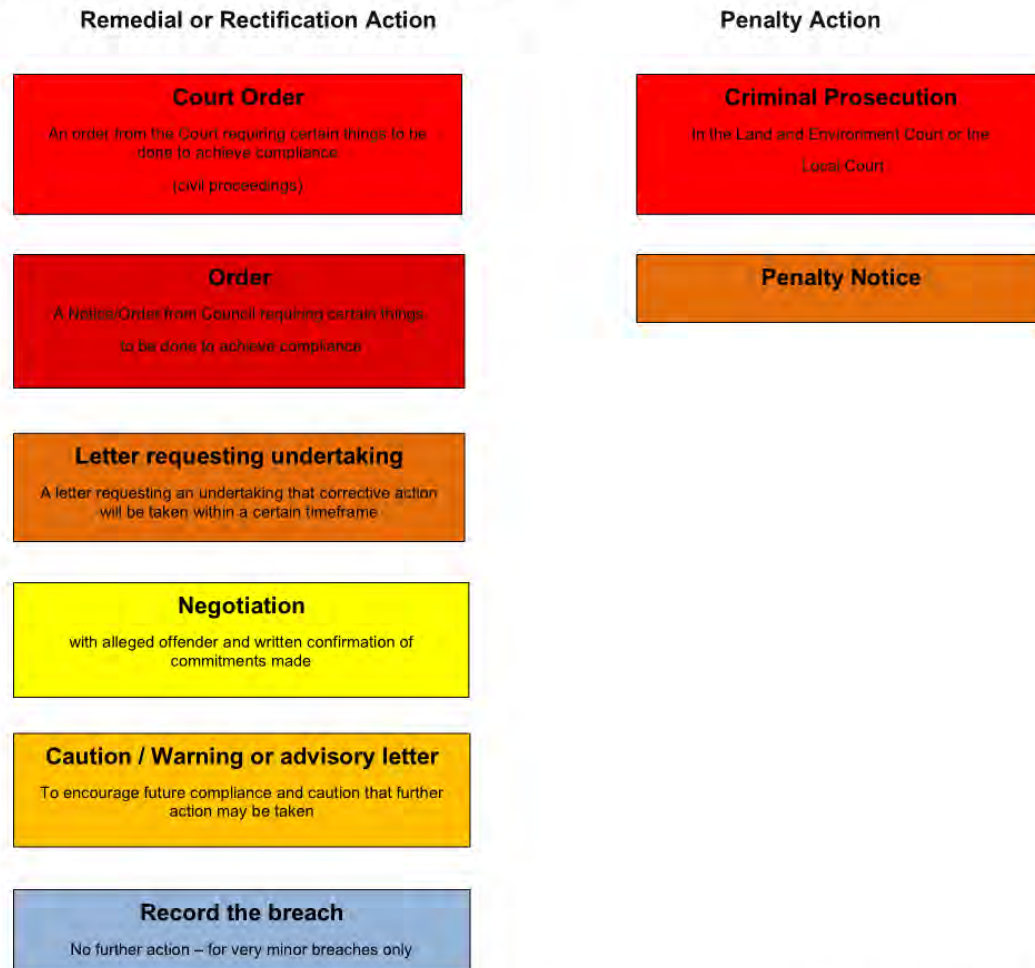 Remedial or Rectification Action
Penalty Action
Court Order
An order from the Court requiring certain things to be
done to achieve compliance
(civil proceedings)
Criminal Prosecution
In the Land and Environment Court or the
Local Court
Order
A Notice/Order from Council requiring certain things
to be done to achieve compliance
Penalty Notice
Letter requesting undertaking
A letter requesting an undertaking that corrective action
will be taken within a certain timeframe
Negotiation
with alleged offender and written confirmation of
commitments made
Caution / Warning or advisory letter
To encourage future compliance and caution that further
action may be taken
Record the breach
No further action – for very minor breaches only